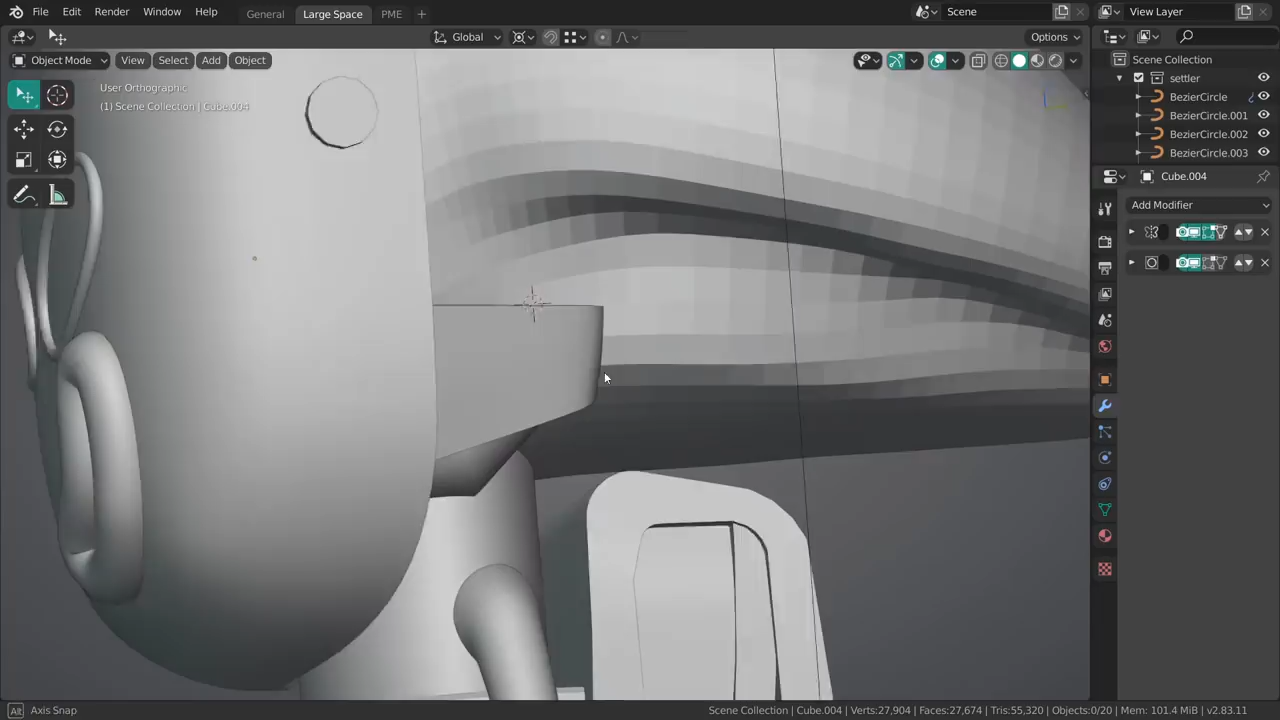 File Edit Render Window Help General Large Space PME + Scene View Layer
Global Options
Object Mode View Select Add Object
User Orthographic
(1) Scene Collection | Cube.004
Scene Collection
settler
BezierCircle
BezierCircle.001
BezierCircle.002
BezierCircle.003
Cube.004
Add Modifier
Alt Axis Snap Scene Collection | Cube.004 | Verts:27,904 | Faces:27,674 | Tris:55,320 | Objects:0/20 | Mem: 101.4 MiB | v2.83.11